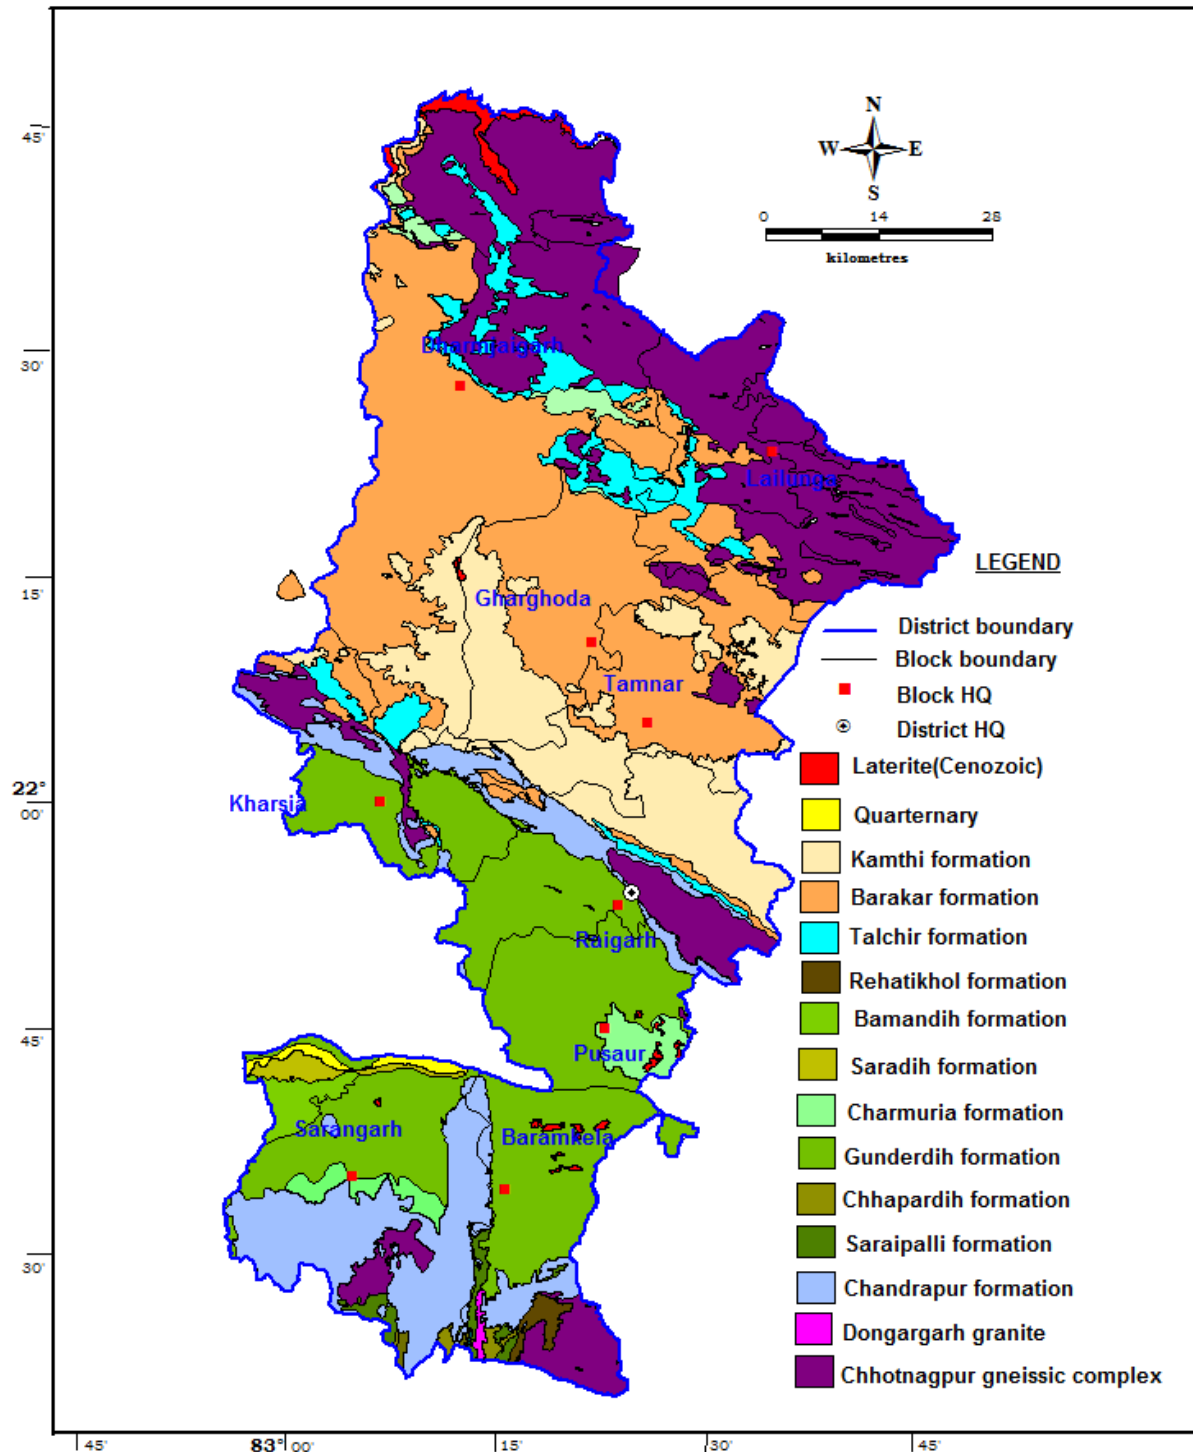 N
W
E
S
0 14 28
kilometres
45'
30'
15'
22°
00'
45'
30'
Dharmjaigarh
Lailunga
Gharghoda
Tamnar
Kharsia
Raigarh
Pusaur
Sarangarh
Baramkela
LEGEND
District boundary
Block boundary
Block HQ
District HQ
Laterite(Cenozoic)
Quarternary
Kamthi formation
Barakar formation
Talchir formation
Rehatikhol formation
Bamandih formation
Saradih formation
Charmuria formation
Gunderdih formation
Chhapardih formation
Saraipalli formation
Chandrapur formation
Dongargarh granite
Chhotnagpur gneissic complex
45' 83° 00' 15' 30' 45'